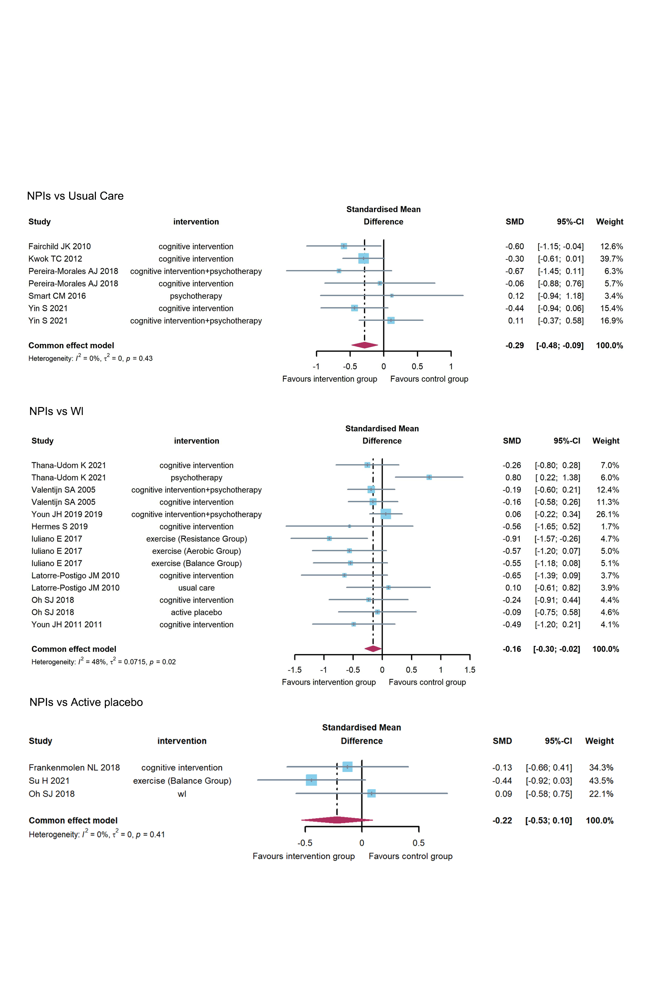 NPIs vs Usual Care
Standardised Mean
Study intervention Difference SMD 95%-CI Weight
Fairchild JK 2010 cognitive intervention -0.60 [-1.15; -0.04] 12.6%
Kwok TC 2012 cognitive intervention -0.30 [-0.61; 0.01] 39.7%
Pereira-Morales AJ 2018 cognitive intervention+psychotherapy -0.67 [-1.45; 0.11] 6.3%
Pereira-Morales AJ 2018 cognitive intervention -0.06 [-0.88; 0.76] 5.7%
Smart CM 2016 psychotherapy 0.12 [-0.94; 1.18] 3.4%
Yin S 2021 cognitive intervention -0.44 [-0.94; 0.06] 15.4%
Yin S 2021 cognitive intervention+psychotherapy 0.11 [-0.37; 0.58] 16.9%
Common effect model -0.29 [-0.48; -0.09] 100.0%
Heterogeneity: I² = 0%, τ² = 0, p = 0.43
-1 -0.5 0 0.5 1
Favours intervention group Favours control group
NPIs vs Wl
Standardised Mean
Study intervention Difference SMD 95%-CI Weight
Thana-Udom K 2021 cognitive intervention -0.26 [-0.80; 0.28] 7.0%
Thana-Udom K 2021 psychotherapy 0.80 [ 0.22; 1.38] 6.0%
Valentijn SA 2005 cognitive intervention+psychotherapy -0.19 [-0.60; 0.21] 12.4%
Valentijn SA 2005 cognitive intervention -0.16 [-0.58; 0.26] 11.3%
Youn JH 2019 2019 cognitive intervention+psychotherapy 0.06 [-0.22; 0.34] 26.1%
Hermes S 2019 cognitive intervention -0.56 [-1.65; 0.52] 1.7%
Iuliano E 2017 exercise (Resistance Group) -0.91 [-1.57; -0.26] 4.7%
Iuliano E 2017 exercise (Aerobic Group) -0.57 [-1.20; 0.07] 5.0%
Iuliano E 2017 exercise (Balance Group) -0.55 [-1.18; 0.08] 5.1%
Latorre-Postigo JM 2010 cognitive intervention -0.65 [-1.39; 0.09] 3.7%
Latorre-Postigo JM 2010 usual care 0.10 [-0.61; 0.82] 3.9%
Oh SJ 2018 cognitive intervention -0.24 [-0.91; 0.44] 4.4%
Oh SJ 2018 active placebo -0.09 [-0.75; 0.58] 4.6%
Youn JH 2011 2011 cognitive intervention -0.49 [-1.20; 0.21] 4.1%
Common effect model -0.16 [-0.30; -0.02] 100.0%
Heterogeneity: I² = 48%, τ² = 0.0715, p = 0.02
-1.5 -1 -0.5 0 0.5 1 1.5
Favours intervention group Favours control group
NPIs vs Active placebo
Standardised Mean
Study intervention Difference SMD 95%-CI Weight
Frankenmolen NL 2018 cognitive intervention -0.13 [-0.66; 0.41] 34.3%
Su H 2021 exercise (Balance Group) -0.44 [-0.92; 0.03] 43.5%
Oh SJ 2018 wl 0.09 [-0.58; 0.75] 22.1%
Common effect model -0.22 [-0.53; 0.10] 100.0%
Heterogeneity: I² = 0%, τ² = 0, p = 0.41
-0.5 0 0.5
Favours intervention group Favours control group